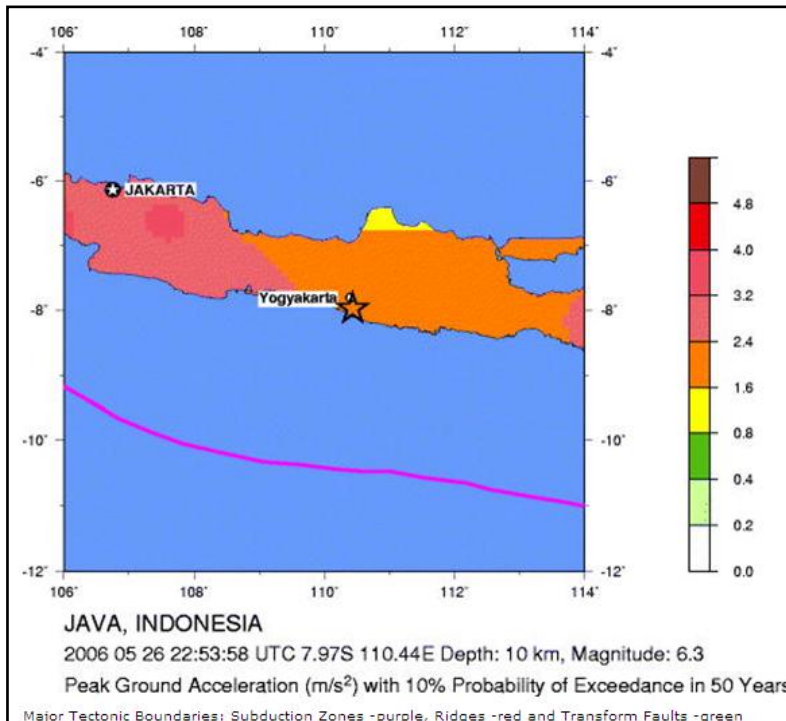 106° 108° 110° 112° 114°
-4° -4°
-6° -6°
JAKARTA
4.8
4.0
3.2
Yogyakarta
-8° -8°
2.4
1.6
0.8
-10° -10°
0.4
0.2
0.0
-12° -12°
106° 108° 110° 112° 114°
JAVA, INDONESIA
2006 05 26 22:53:58 UTC 7.97S 110.44E Depth: 10 km, Magnitude: 6.3
Peak Ground Acceleration (m/s²) with 10% Probability of Exceedance in 50 Years
Major Tectonic Boundaries: Subduction Zones -purple, Ridges -red and Transform Faults -green